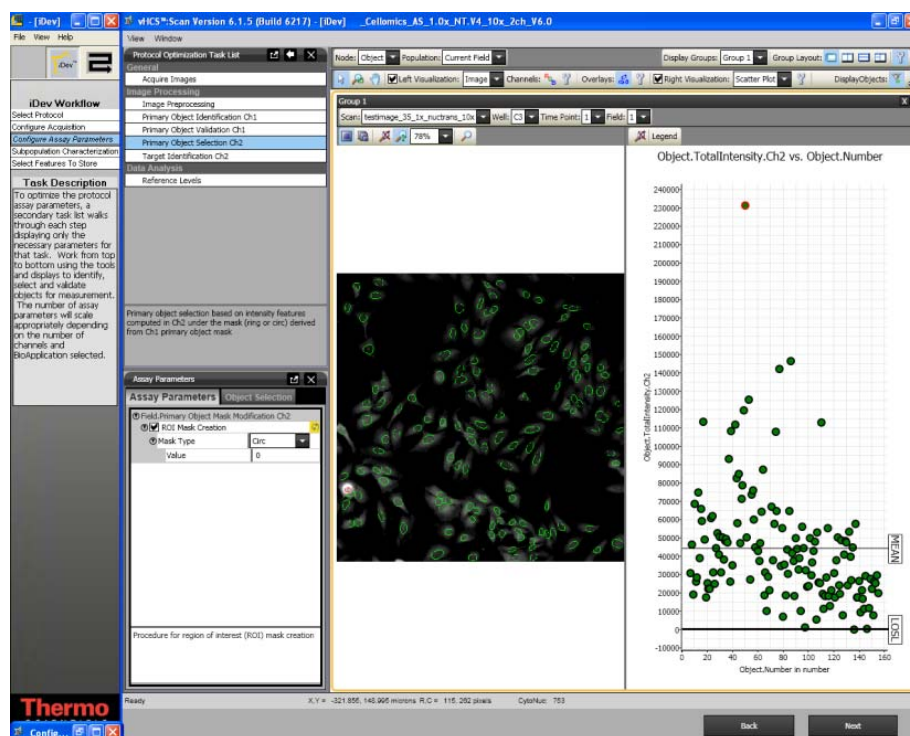 - [iDev]
vHCS™:Scan Version 6.1.5 (Build 6217) - [iDev] _Cellomics_AS_1.0x_NT.V4_10x_2ch_V6.0
File View Help
View Window
iDev™
iDev Workflow
Select Protocol
Configure Acquisition
Configure Assay Parameters
Subpopulation Characterization
Select Features To Store
Task Description
To optimize the protocol
assay parameters, a
secondary task list walks
through each step
displaying only the
necessary parameters for
that task. Work from top
to bottom using the tools
and displays to identify,
select and validate
objects for measurement.
The number of assay
parameters will scale
appropriately depending
on the number of
channels and
BioApplication selected.
Thermo
Confie...
Protocol Optimization Task List
General
Acquire Images
Image Processing
Image Preprocessing
Primary Object Identification Ch1
Primary Object Validation Ch1
Primary Object Selection Ch2
Target Identification Ch2
Data Analysis
Reference Levels
Primary object selection based on intensity features
computed in Ch2 under the mask (ring or circ) derived
from Ch1 primary object mask
Assay Parameters
Assay Parameters Object Selection
Field.Primary Object Mask Modification Ch2
ROI Mask Creation
Mask Type Circ
Value 0
Procedure for region of interest (ROI) mask creation
Node: Object Population: Current Field Display Groups: Group 1 Group Layout:
Left Visualization: Image Channels: Overlays: Right Visualization: Scatter Plot DisplayObjects:
Group 1
Scan: testimage_35_1x_nuctrans_10x Well: C3 Time Point: 1 Field: 1
78%
Legend
Object.TotalIntensity.Ch2 vs. Object.Number
Object.TotalIntensity.Ch2
240000
230000
220000
210000
200000
190000
180000
170000
160000
150000
140000
130000
120000
110000
100000
90000
80000
70000
60000
50000
40000
30000
20000
10000
0
-10000
MEAN
LOSL
0 20 40 60 80 100 120 140 160
Object.Number in number
Ready
X,Y = -321.855, 148.995 microns R,C = 115, 262 pixels CytoNuc: 753
Back Next